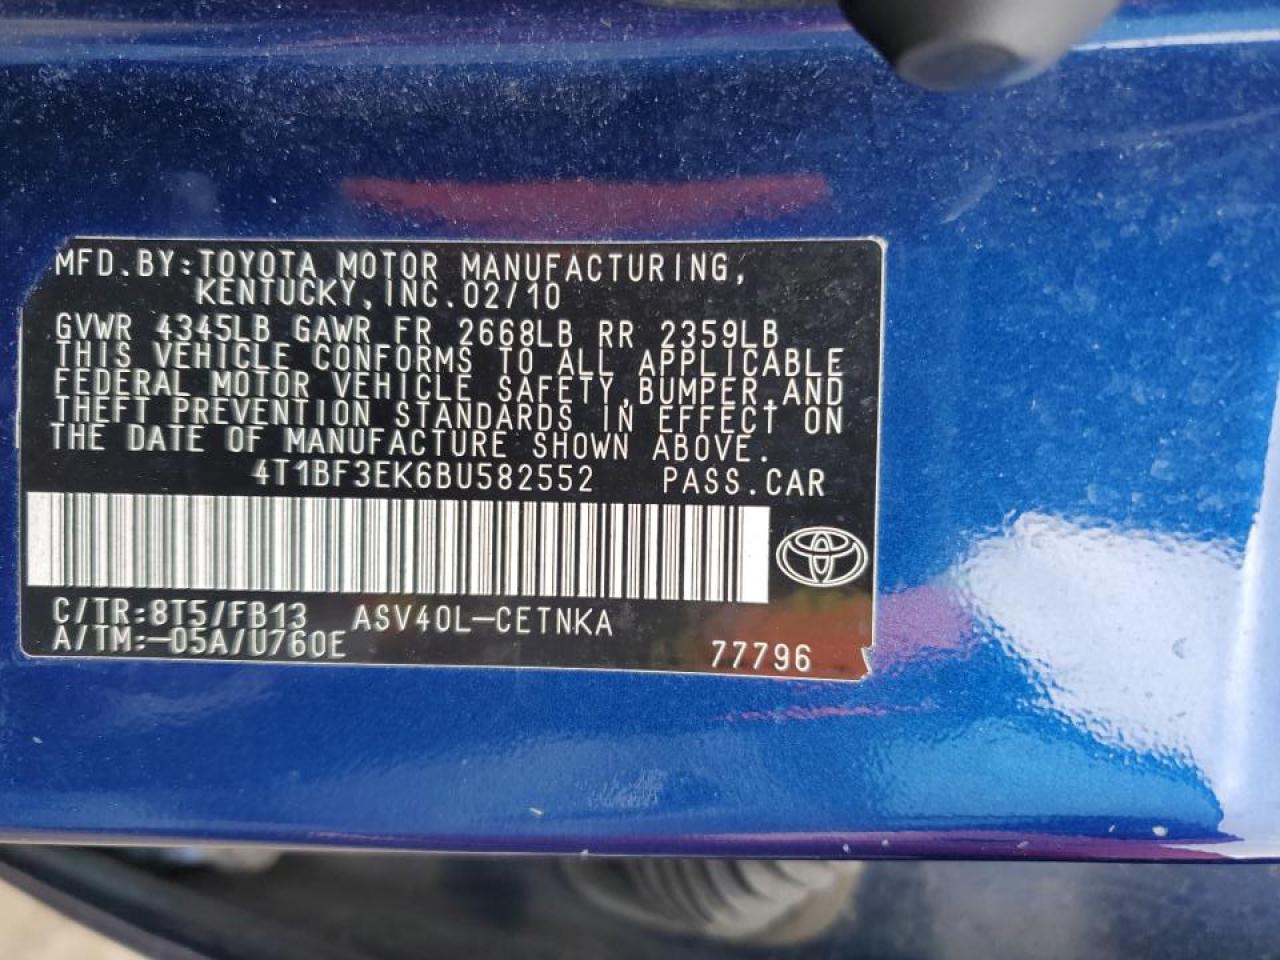 MFD.BY:TOYOTA MOTOR MANUFACTURING,
KENTUCKY,INC.02/10
GVWR 4345LB GAWR FR 2668LB RR 2359LB
THIS VEHICLE CONFORMS TO ALL APPLICABLE
FEDERAL MOTOR VEHICLE SAFETY,BUMPER,AND
THEFT PREVENTION STANDARDS IN EFFECT ON
THE DATE OF MANUFACTURE SHOWN ABOVE.
4T1BF3EK6BU582552 PASS.CAR
C/TR:8T5/FB13 ASV40L-CETNKA
A/TM:-05A/U760E
77796